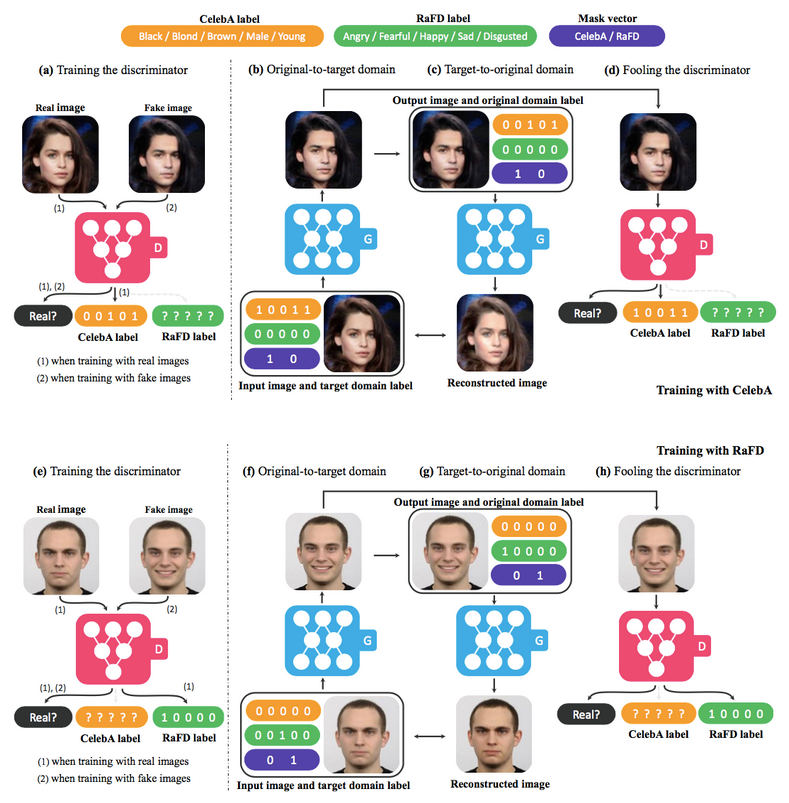 CelebA label RaFD label Mask vector
Black / Blond / Brown / Male / Young Angry / Fearful / Happy / Sad / Disgusted CelebA / RaFD
(a) Training the discriminator (b) Original-to-target domain (c) Target-to-original domain (d) Fooling the discriminator
Real image Fake image
Output image and original domain label
0 0 1 0 1
0 0 0 0 0
1 0
(1) (2)
D G G D
(1), (2) (1)
Real? 0 0 1 0 1 ? ? ? ? ?
CelebA label RaFD label
1 0 0 1 1
0 0 0 0 0
1 0
Real? 1 0 0 1 1 ? ? ? ? ?
CelebA label RaFD label
(1) when training with real images
(2) when training with fake images
Input image and target domain label Reconstructed image
Training with CelebA
Training with RaFD
(e) Training the discriminator (f) Original-to-target domain (g) Target-to-original domain (h) Fooling the discriminator
Real image Fake image
Output image and original domain label
0 0 0 0 0
1 0 0 0 0
0 1
(1) (2)
D G G D
(1), (2) (1)
Real? ? ? ? ? ? 1 0 0 0 0
CelebA label RaFD label
0 0 0 0 0
0 0 1 0 0
0 1
Real? ? ? ? ? ? 1 0 0 0 0
CelebA label RaFD label
(1) when training with real images
(2) when training with fake images
Input image and target domain label Reconstructed image